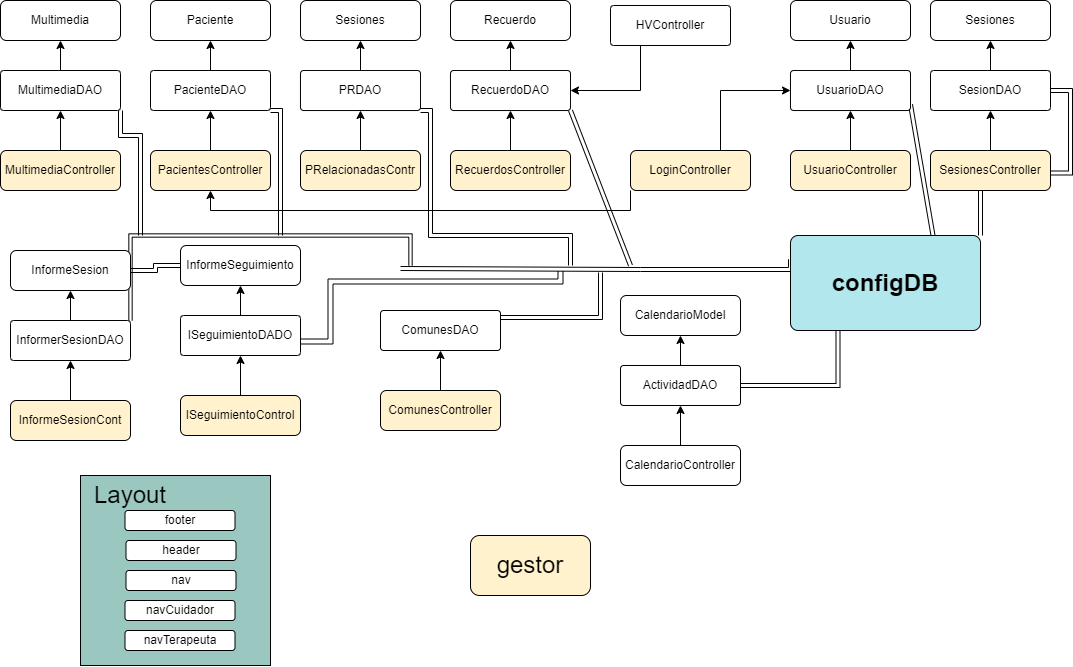 Multimedia
Paciente
Sesiones
Recuerdo
HVController
Usuario
Sesiones
MultimediaDAO
PacienteDAO
PRDAO
RecuerdoDAO
UsuarioDAO
SesionDAO
MultimediaController
PacientesController
PRelacionadasContr
RecuerdosController
LoginController
UsuarioController
SesionesController
InformeSesion
InformeSeguimiento
configDB
InformerSesionDAO
ISeguimientoDADO
ComunesDAO
CalendarioModel
ActividadDAO
InformeSesionCont
ISeguimientoControl
ComunesController
CalendarioController
Layout
footer
header
nav
navCuidador
navTerapeuta
gestor